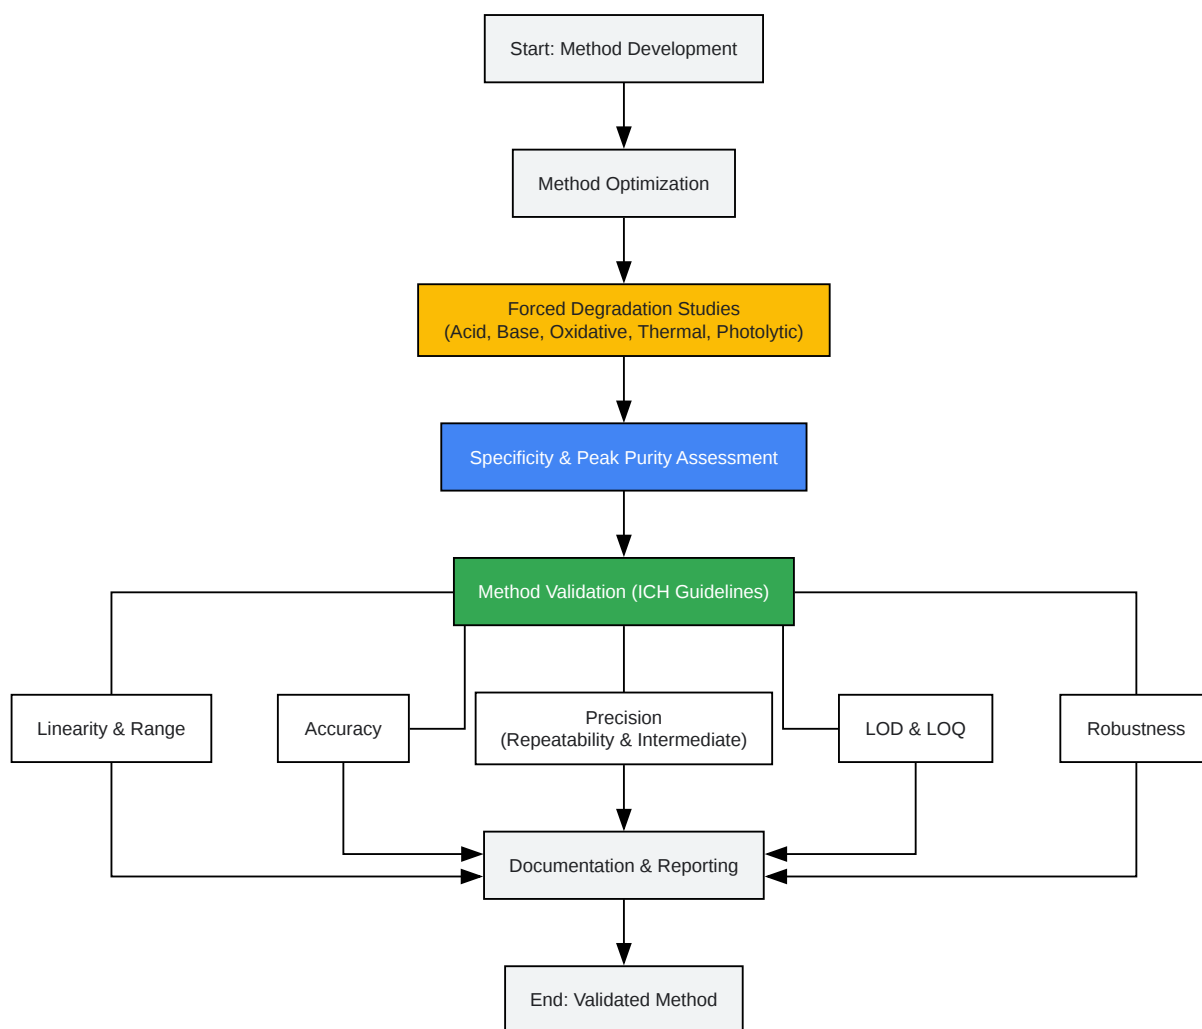 Start: Method Development
Method Optimization
Forced Degradation Studies
(Acid, Base, Oxidative, Thermal, Photolytic)
Specificity & Peak Purity Assessment
Method Validation (ICH Guidelines)
Linearity & Range
Accuracy
Precision
(Repeatability & Intermediate)
LOD & LOQ
Robustness
Documentation & Reporting
End: Validated Method